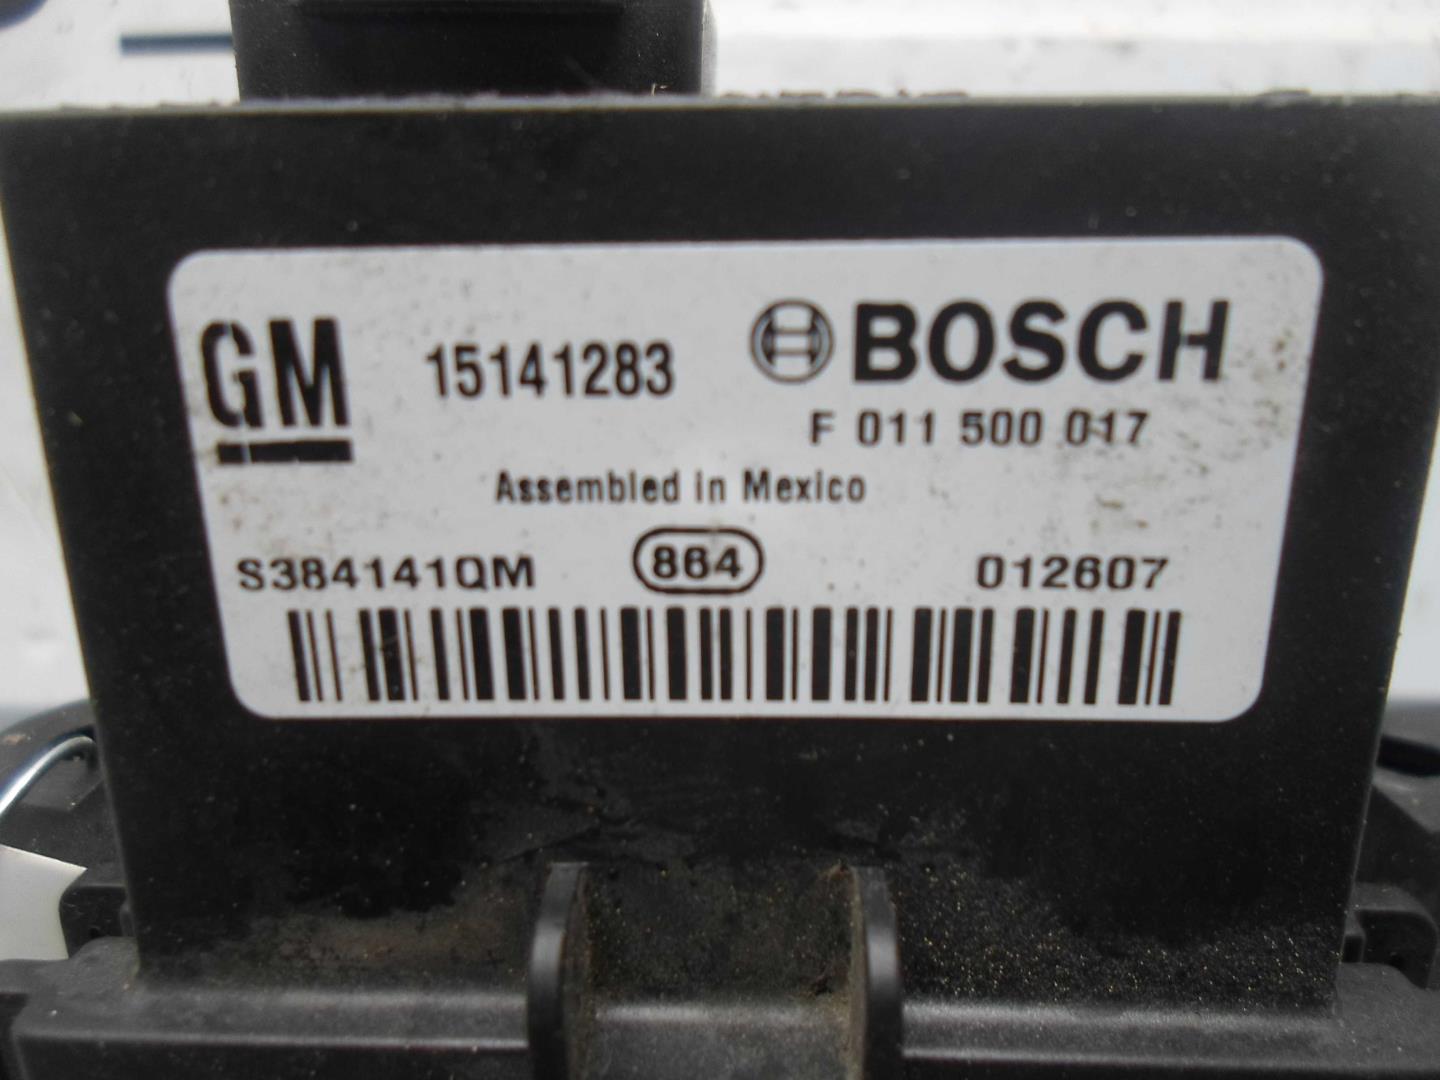 GM 15141283 BOSCH
F 011 500 017
Assembled in Mexico
S384141QM 864 012607